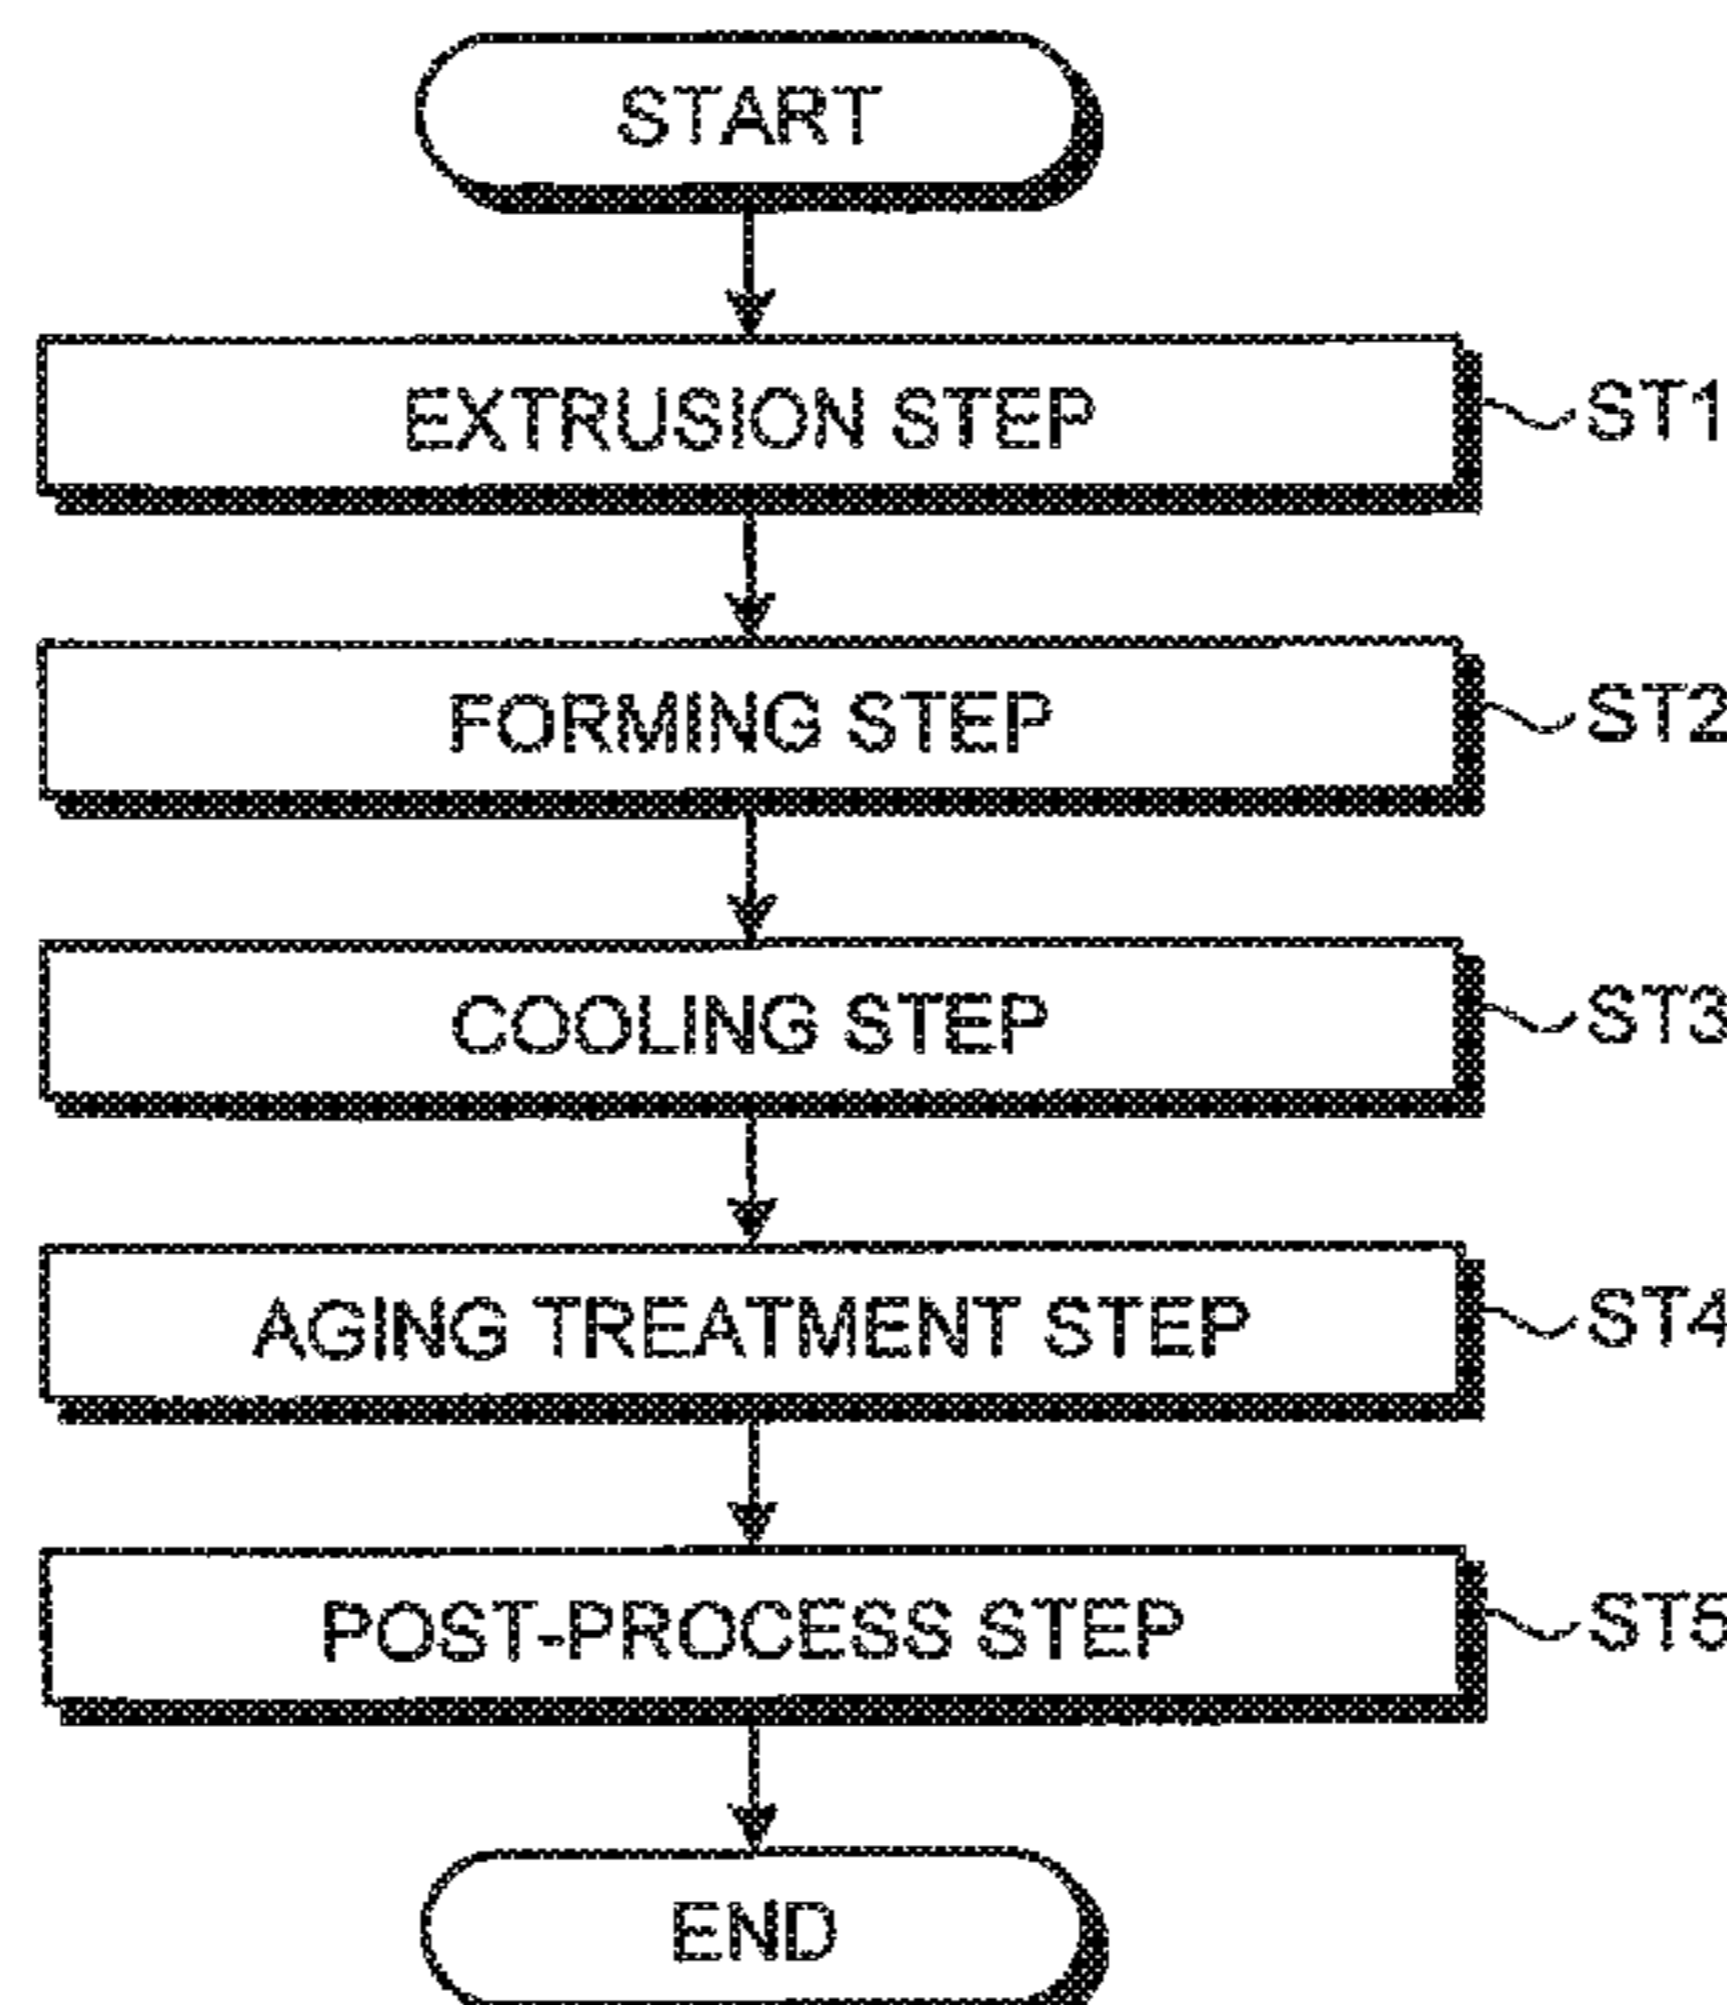 START
EXTRUSION STEP
ST1
FORMING STEP
ST2
COOLING STEP
ST3
AGING TREATMENT STEP
ST4
POST-PROCESS STEP
ST5
END